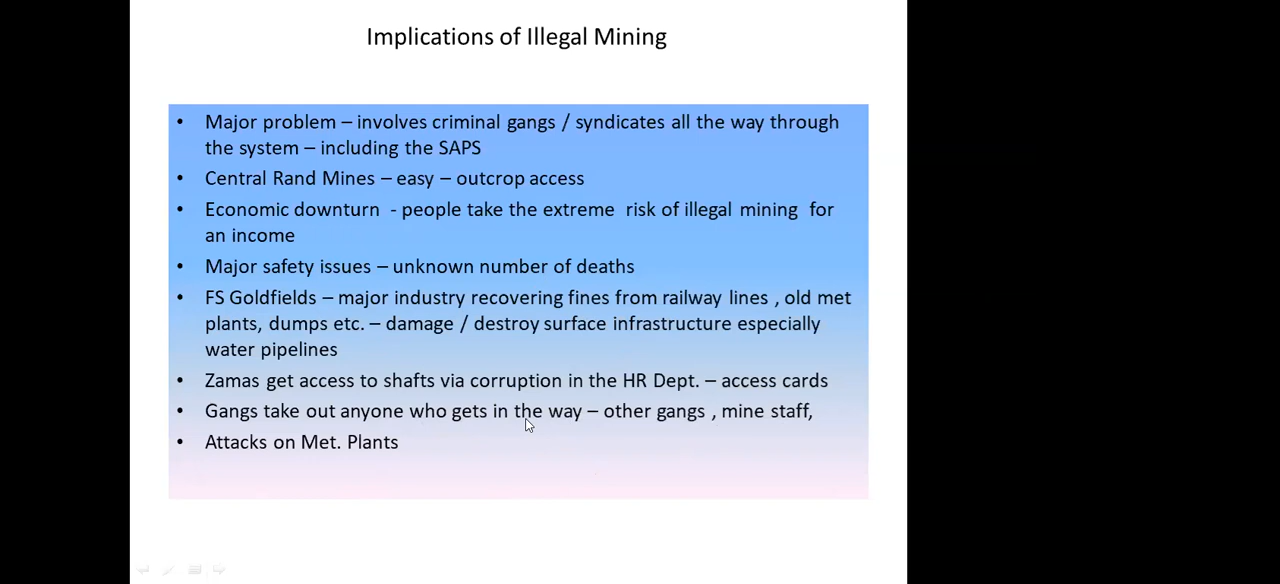 Implications of Illegal Mining
• Major problem – involves criminal gangs / syndicates all the way through
the system – including the SAPS
• Central Rand Mines – easy – outcrop access
• Economic downturn - people take the extreme risk of illegal mining for
an income
• Major safety issues – unknown number of deaths
• FS Goldfields – major industry recovering fines from railway lines , old met
plants, dumps etc. – damage / destroy surface infrastructure especially
water pipelines
• Zamas get access to shafts via corruption in the HR Dept. – access cards
• Gangs take out anyone who gets in the way – other gangs , mine staff,
• Attacks on Met. Plants